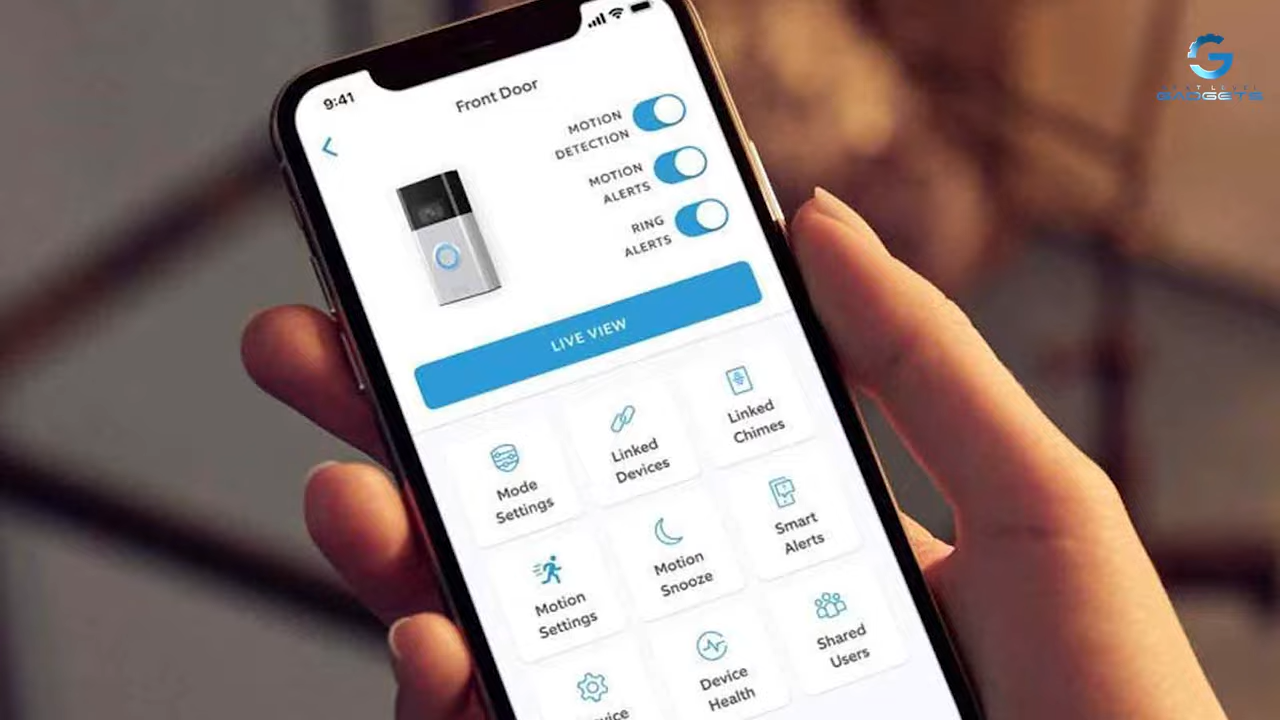 9:41
Front Door
MOTION
DETECTION
MOTION
ALERTS
RING
ALERTS
LIVE VIEW
Mode
Settings
Linked
Devices
Linked
Chimes
Motion
Settings
Motion
Snooze
Smart
Alerts
Device
Health
Shared
Users
G
GADGETS